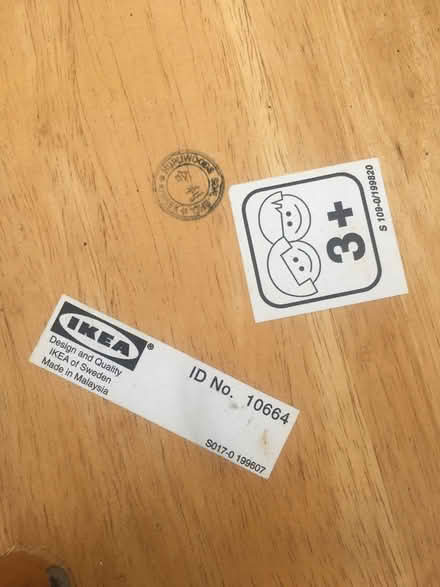 3+
S 109-0/199820
IKEA®
Design and Quality
IKEA of Sweden
Made in Malaysia
ID No. 10664
S017-0 199607